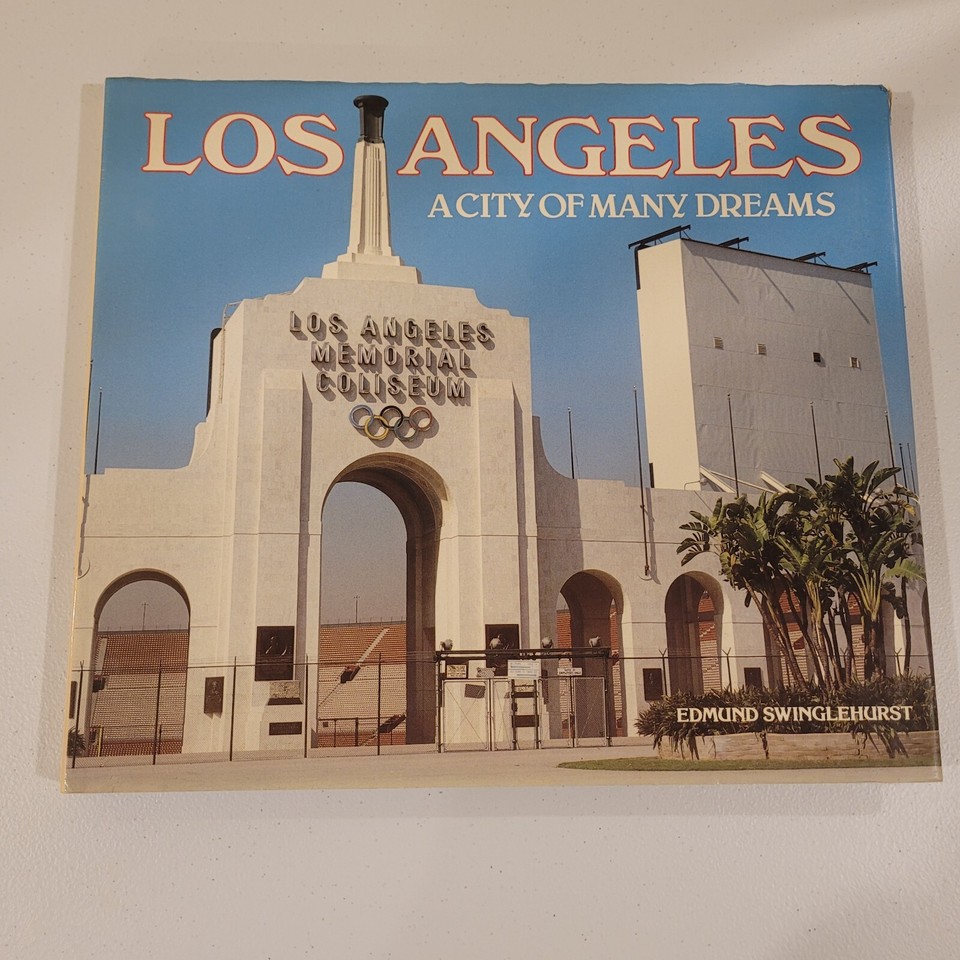 LOS ANGELES
A CITY OF MANY DREAMS
LOS ANGELES
MEMORIAL
COLISEUM
EDMUND SWINGLEHURST